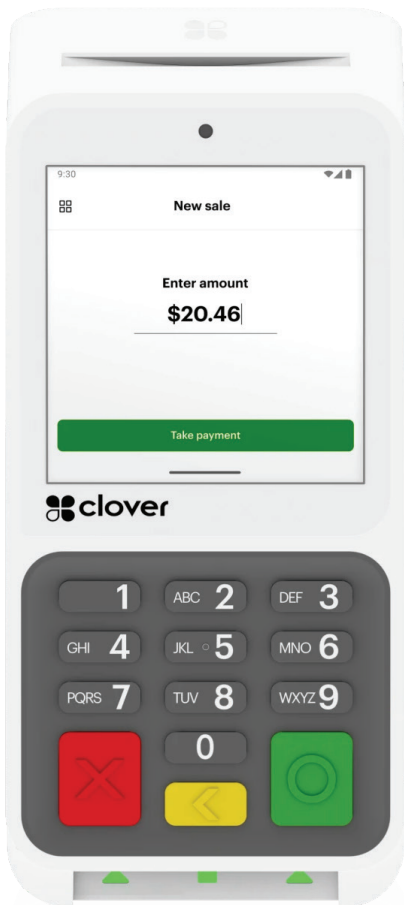 9:30
New sale
Enter amount
$20.46
Take payment
clover
1
ABC 2
DEF 3
GHI 4
JKL 5
MNO 6
PQRS 7
TUV 8
WXYZ 9
0